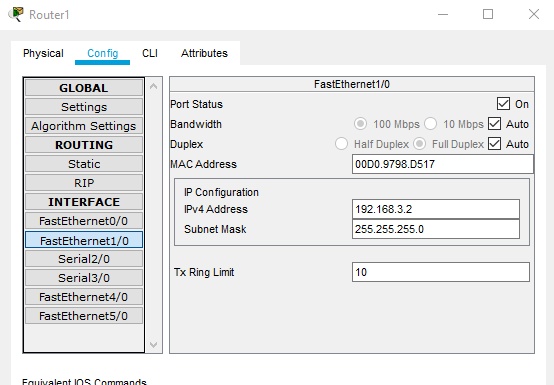 Router1
Physical Config CLI Attributes
GLOBAL
Settings
Algorithm Settings
ROUTING
Static
RIP
INTERFACE
FastEthernet0/0
FastEthernet1/0
Serial2/0
Serial3/0
FastEthernet4/0
FastEthernet5/0
FastEthernet1/0
Port Status On
Bandwidth 100 Mbps 10 Mbps Auto
Duplex Half Duplex Full Duplex Auto
MAC Address 00D0.9798.D517
IP Configuration
IPv4 Address 192.168.3.2
Subnet Mask 255.255.255.0
Tx Ring Limit 10
Equivalent IOS Commands